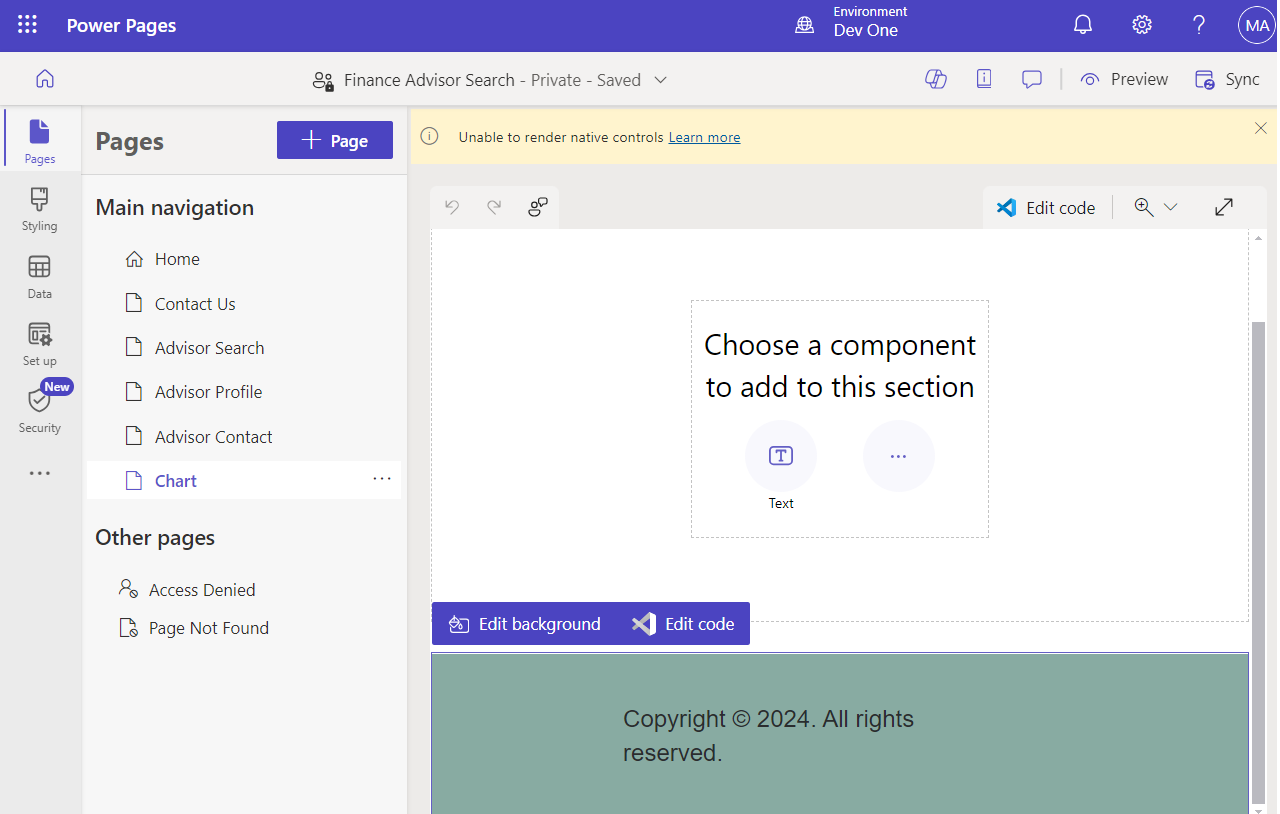 Power Pages
Environment
Dev One
MA
Finance Advisor Search - Private - Saved
Preview
Sync
Pages
Styling
Data
Set up
New
Security
Pages
Page
Main navigation
Home
Contact Us
Advisor Search
Advisor Profile
Advisor Contact
Chart
Other pages
Access Denied
Page Not Found
Unable to render native controls Learn more
Edit code
Choose a component
to add to this section
Text
Edit background
Edit code
Copyright © 2024. All rights
reserved.